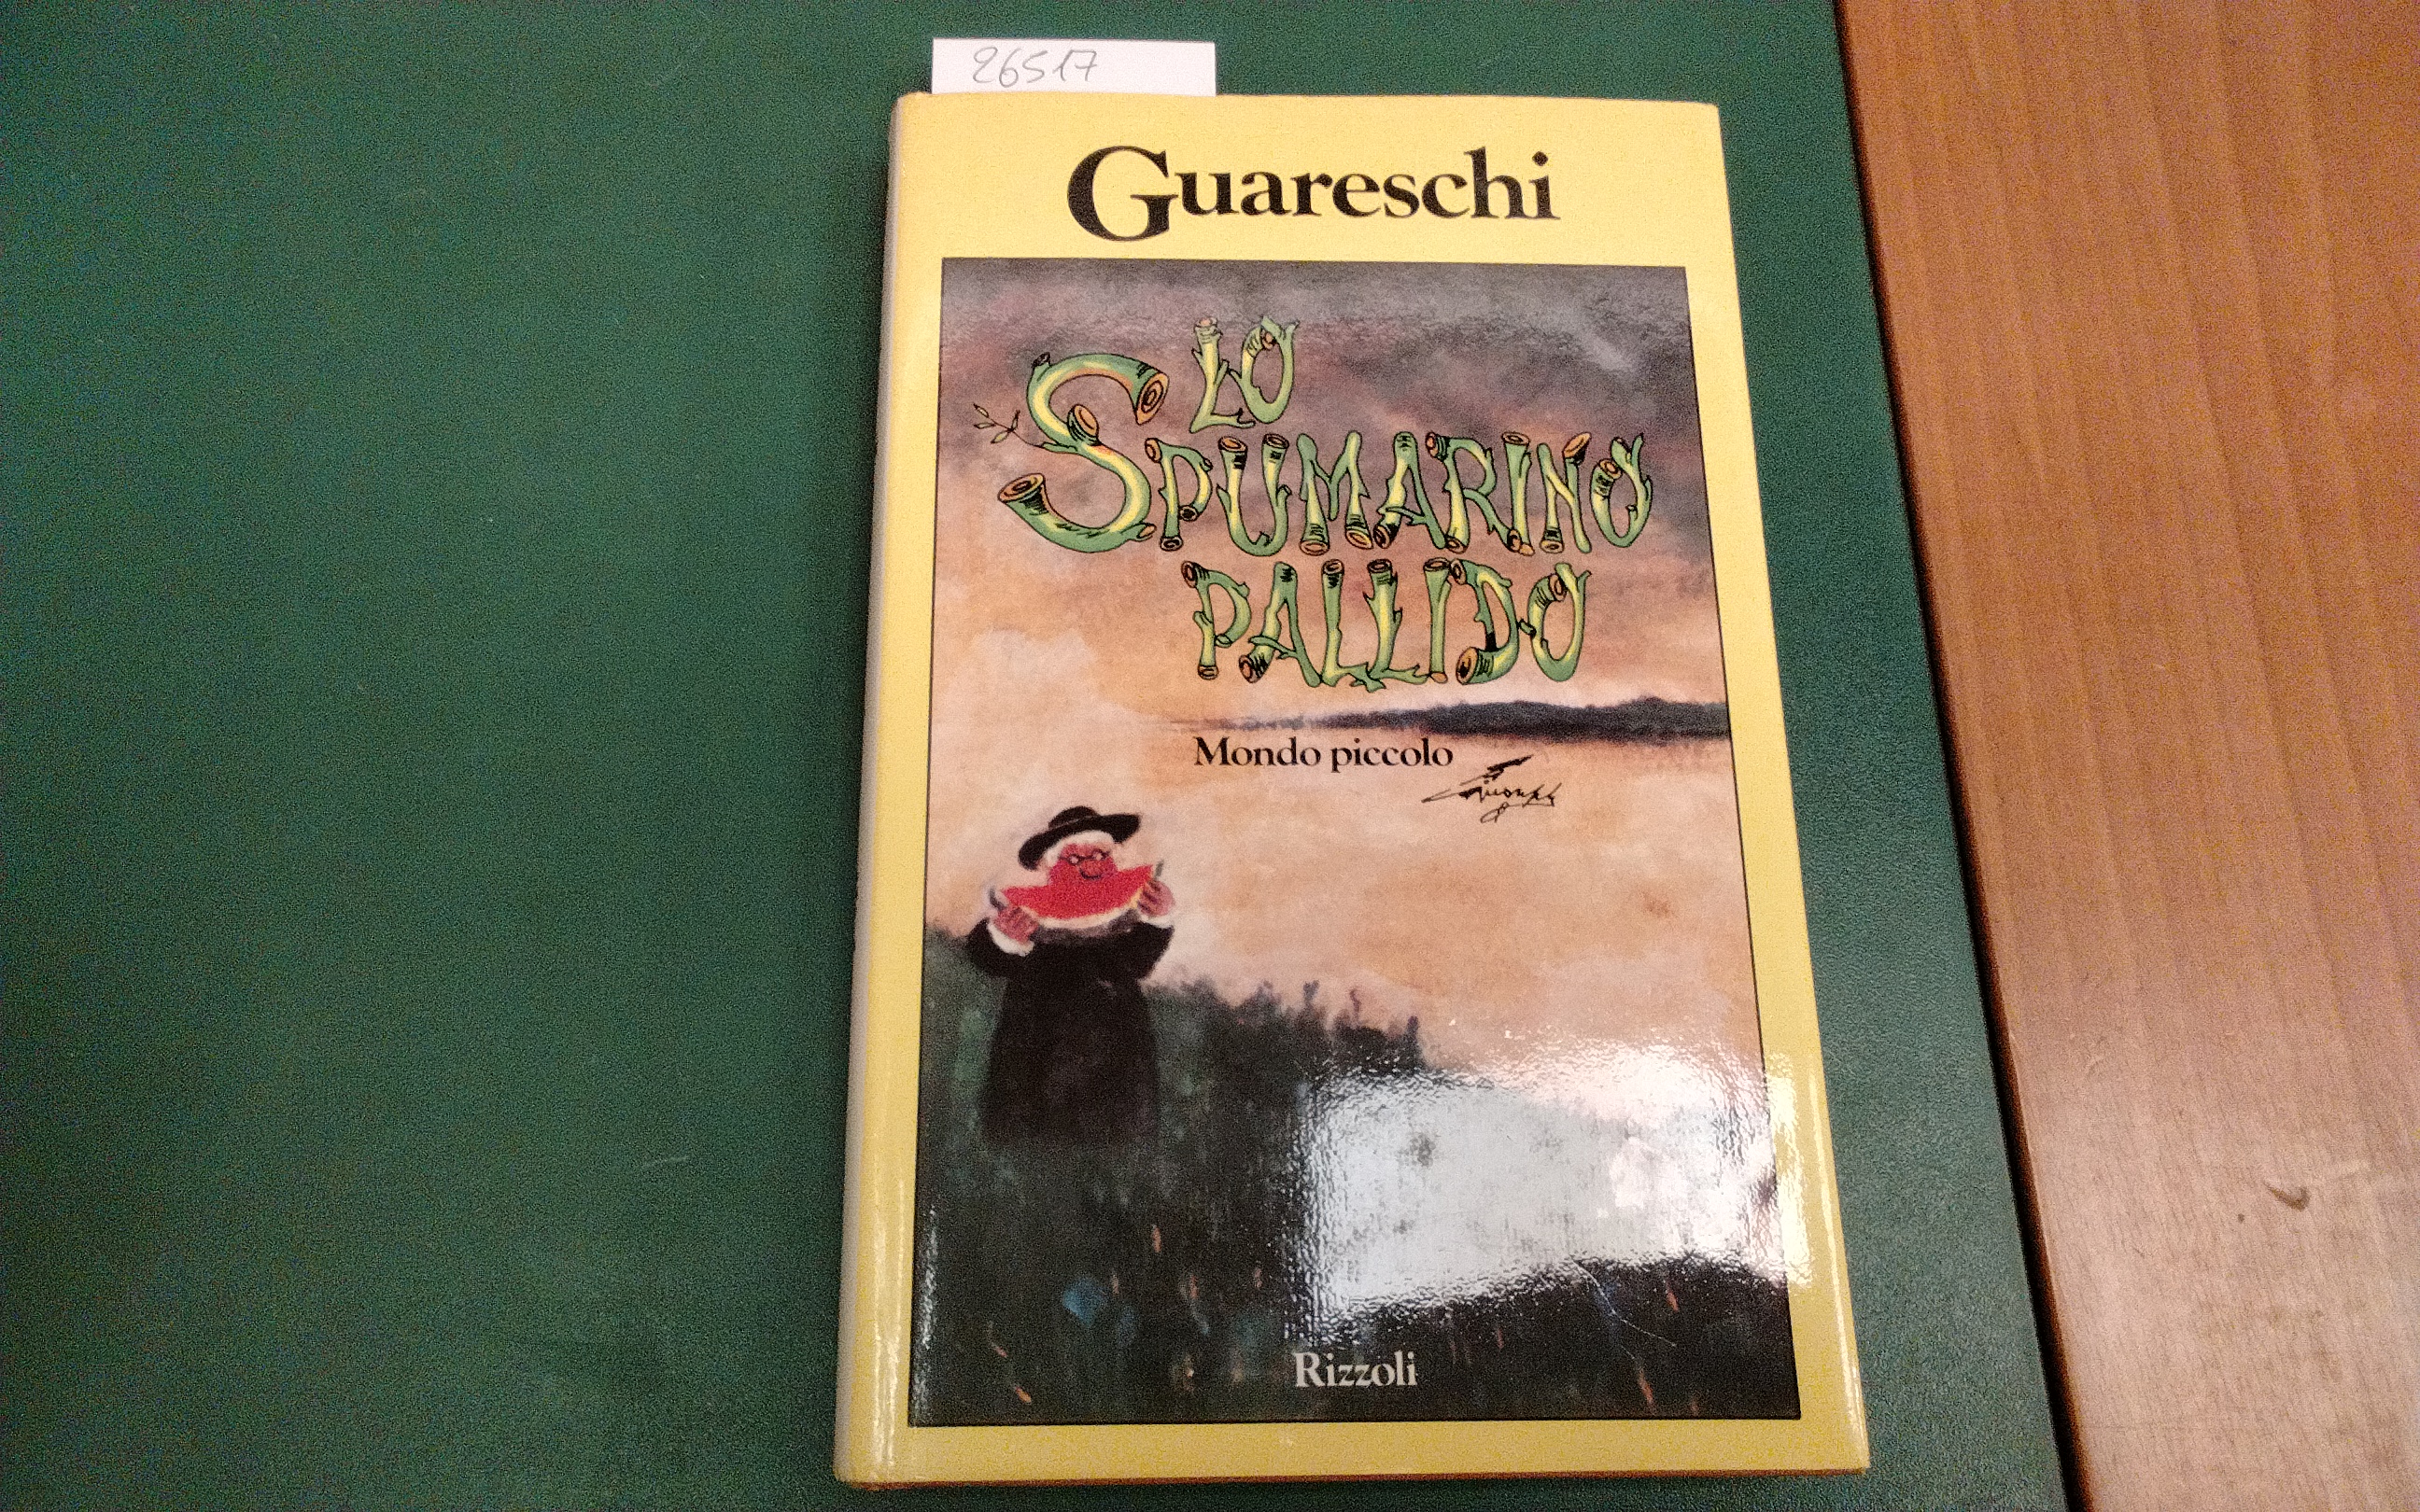 26517
Guareschi
LO
SPUMARINO
PALLIDO
Mondo piccolo
Rizzoli